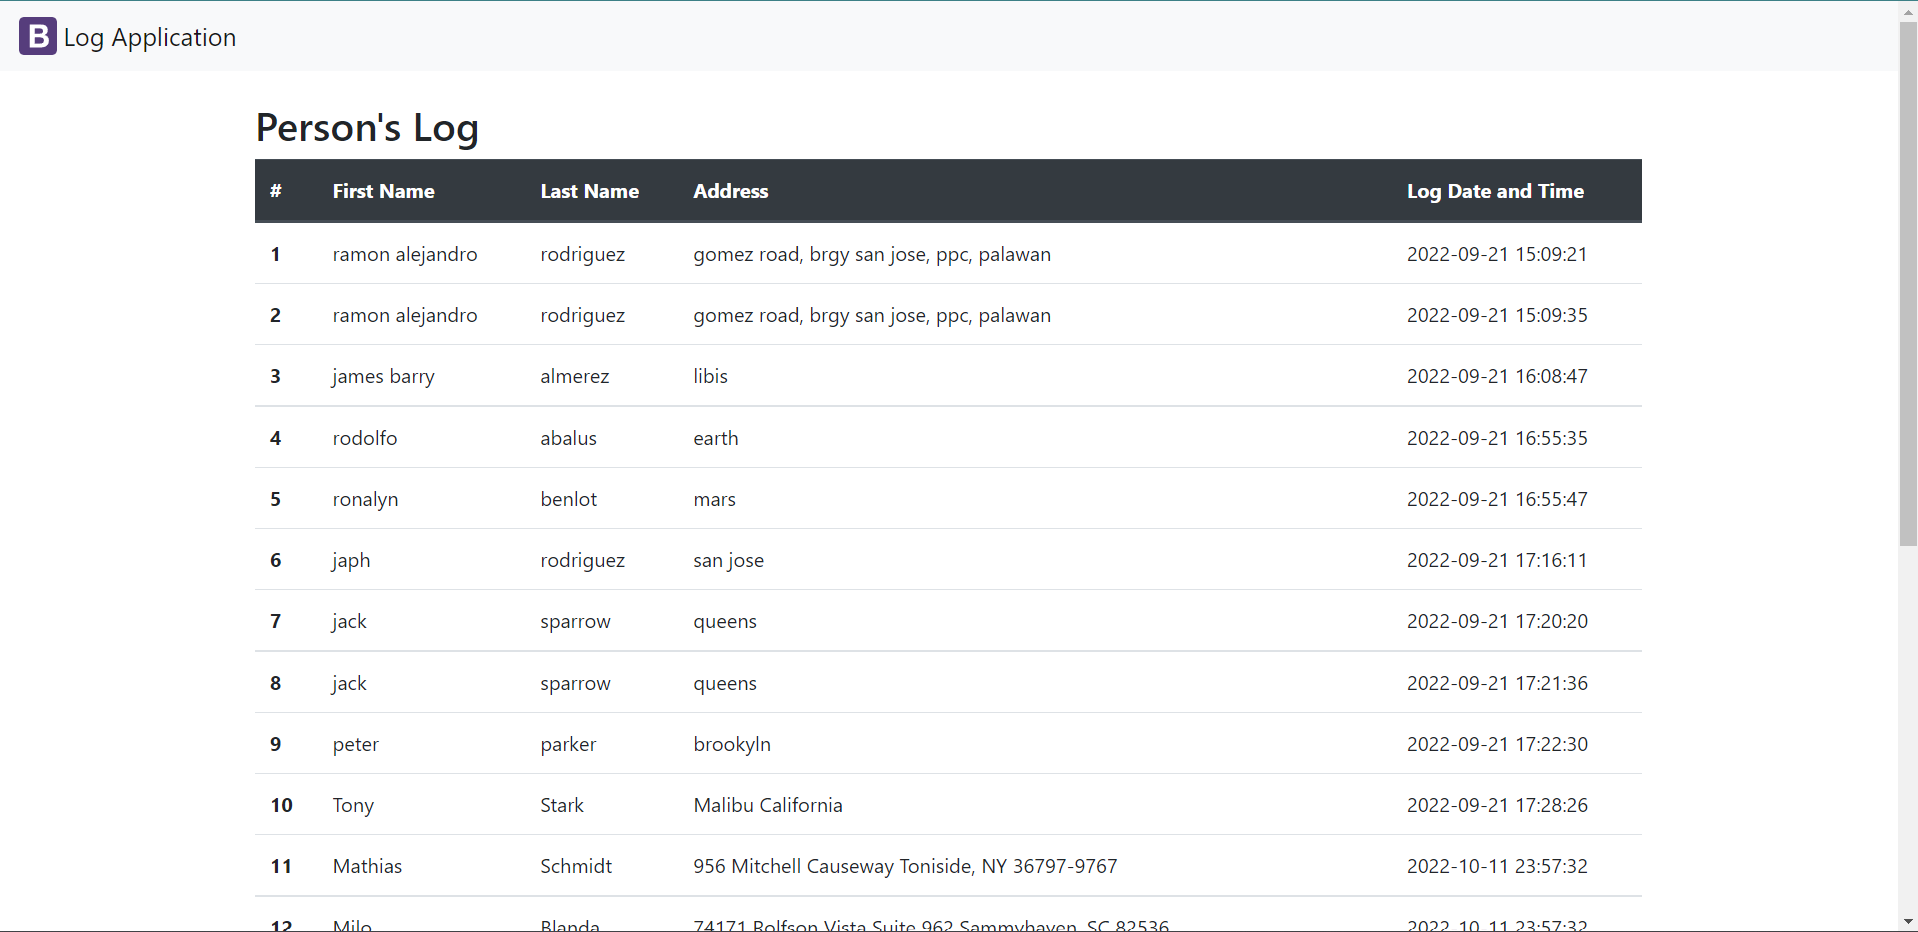 B Log Application
Person's Log
# First Name Last Name Address Log Date and Time
1 ramon alejandro rodriguez gomez road, brgy san jose, ppc, palawan 2022-09-21 15:09:21
2 ramon alejandro rodriguez gomez road, brgy san jose, ppc, palawan 2022-09-21 15:09:35
3 james barry almerez libis 2022-09-21 16:08:47
4 rodolfo abalus earth 2022-09-21 16:55:35
5 ronalyn benlot mars 2022-09-21 16:55:47
6 japh rodriguez san jose 2022-09-21 17:16:11
7 jack sparrow queens 2022-09-21 17:20:20
8 jack sparrow queens 2022-09-21 17:21:36
9 peter parker brookyln 2022-09-21 17:22:30
10 Tony Stark Malibu California 2022-09-21 17:28:26
11 Mathias Schmidt 956 Mitchell Causeway Toniside, NY 36797-9767 2022-10-11 23:57:32
12 Milo Blanda 74171 Rolfson Vista Suite 962 Sammyhaven, SC 82536 2022-10-11 23:57:32